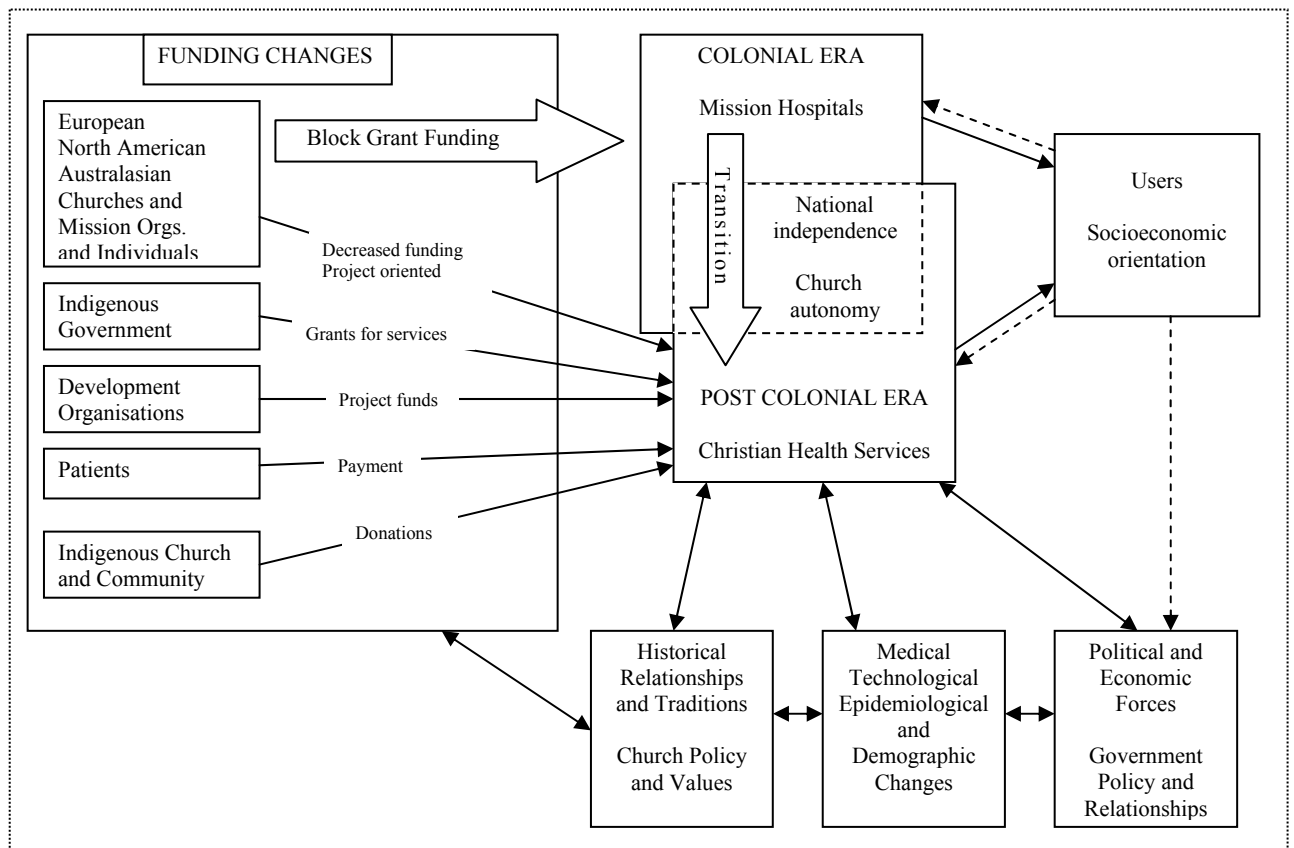 FUNDING CHANGES
European
North American
Australasian
Churches and
Mission Orgs.
and Individuals
Block Grant Funding
Decreased funding
Project oriented
Indigenous
Government
Grants for services
Development
Organisations
Project funds
Patients
Payment
Indigenous Church
and Community
Donations
COLONIAL ERA
Mission Hospitals
Transition
National
independence
Church
autonomy
POST COLONIAL ERA
Christian Health Services
Users
Socioeconomic
orientation
Historical
Relationships
and Traditions
Church Policy
and Values
Medical
Technological
Epidemiological
and
Demographic
Changes
Political and
Economic
Forces
Government
Policy and
Relationships